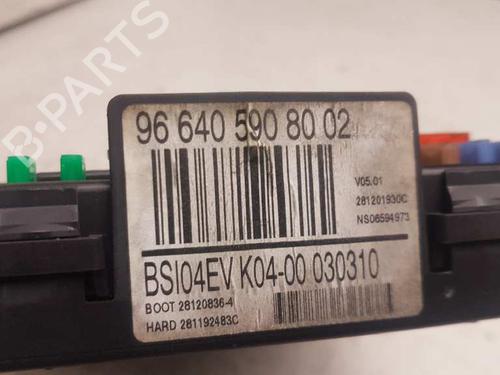 96 640 590 80 02
V05.01
281201930C
NS06594973
BSI04EV K04-00 030310
BOOT 28120836-4
HARD 281192483C
B-PARTS